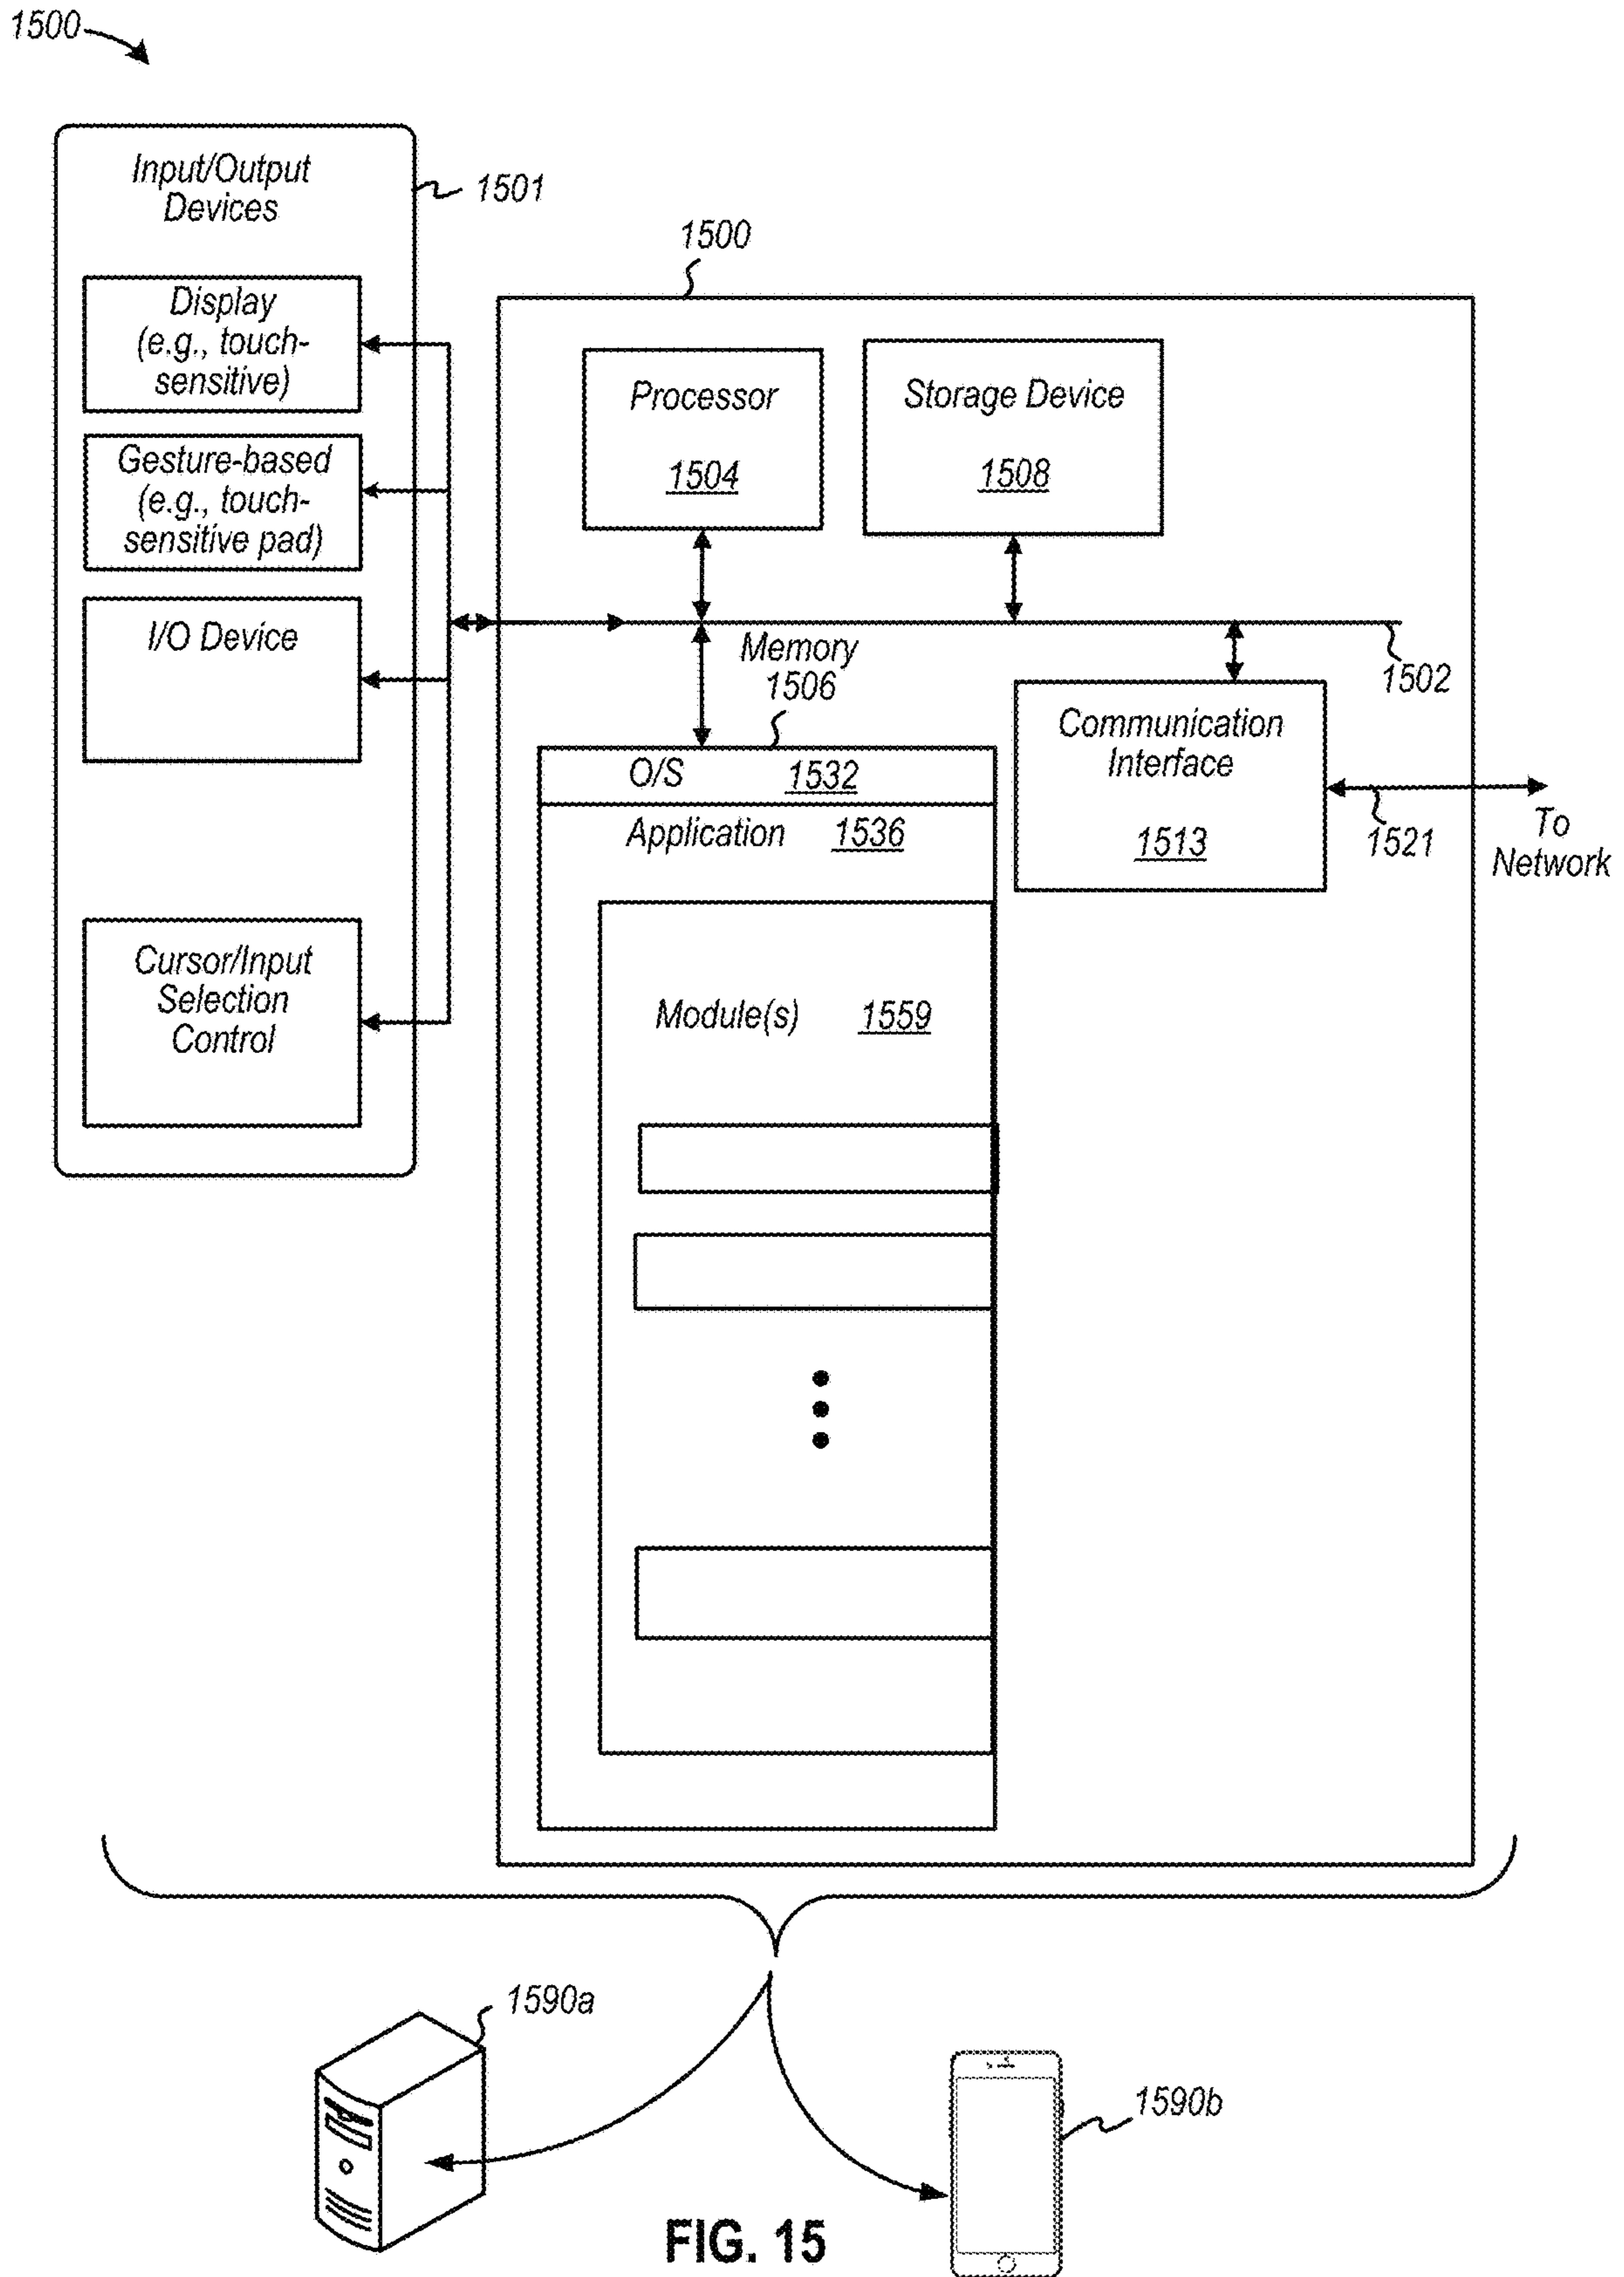 1500
Input/Output
Devices
1501
Display
(e.g., touch-
sensitive)
Gesture-based
(e.g., touch-
sensitive pad)
I/O Device
Cursor/Input
Selection
Control
1500
Processor
1504
Storage Device
1508
Memory
1506
1502
Communication
Interface
1513
1521
To
Network
O/S 1532
Application 1536
Module(s) 1559
1590a
1590b
FIG. 15